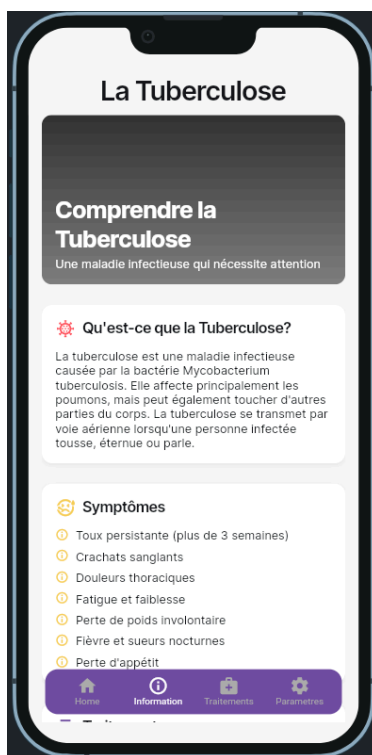 La Tuberculose
Comprendre la
Tuberculose
Une maladie infectieuse qui nécessite attention
Qu'est-ce que la Tuberculose?
La tuberculose est une maladie infectieuse
causée par la bactérie Mycobacterium
tuberculosis. Elle affecte principalement les
poumons, mais peut également toucher d'autres
parties du corps. La tuberculose se transmet par
voie aérienne lorsqu'une personne infectée
tousse, éternue ou parle.
Symptômes
Toux persistante (plus de 3 semaines)
Crachats sanglants
Douleurs thoraciques
Fatigue et faiblesse
Perte de poids involontaire
Fièvre et sueurs nocturnes
Perte d'appétit
Home Information Traitements Parametres